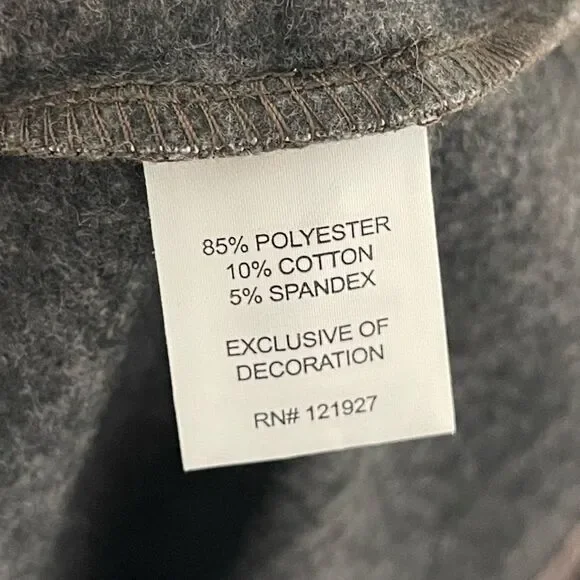 85% POLYESTER
10% COTTON
5% SPANDEX
EXCLUSIVE OF
DECORATION
RN# 121927